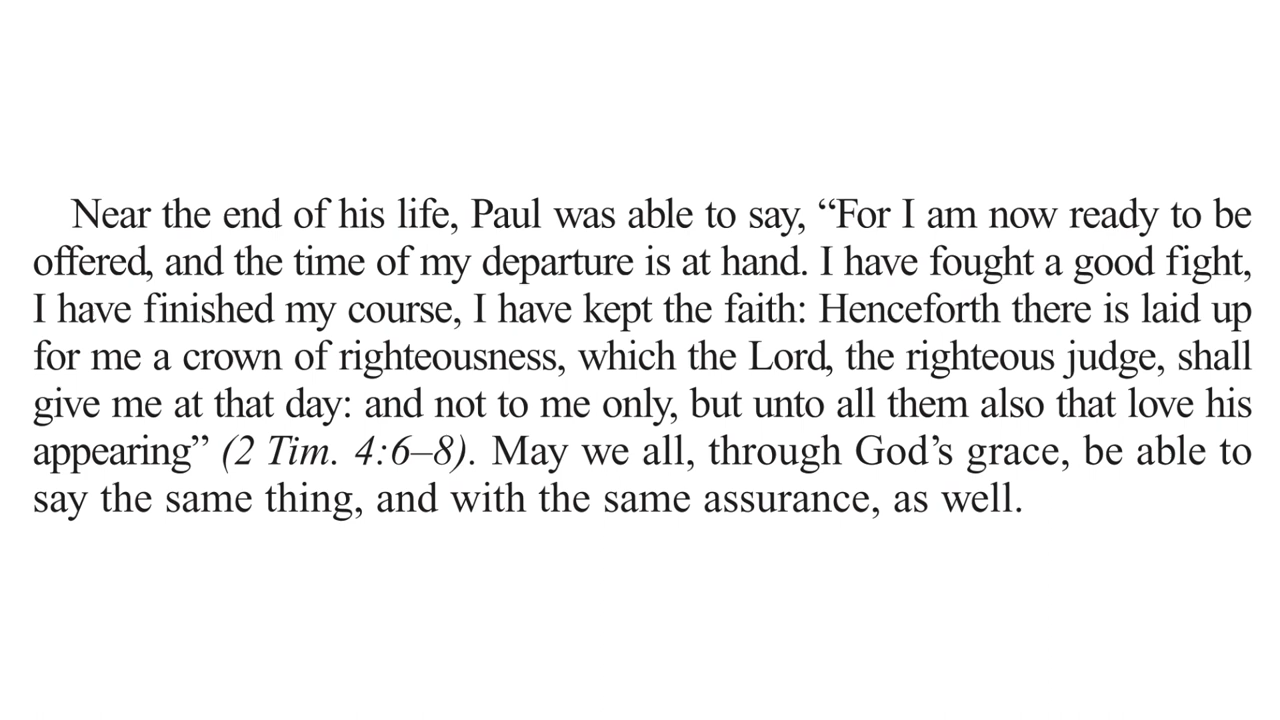 Near the end of his life, Paul was able to say, “For I am now ready to be
offered, and the time of my departure is at hand. I have fought a good fight,
I have finished my course, I have kept the faith: Henceforth there is laid up
for me a crown of righteousness, which the Lord, the righteous judge, shall
give me at that day: and not to me only, but unto all them also that love his
appearing” (2 Tim. 4:6–8). May we all, through God’s grace, be able to
say the same thing, and with the same assurance, as well.